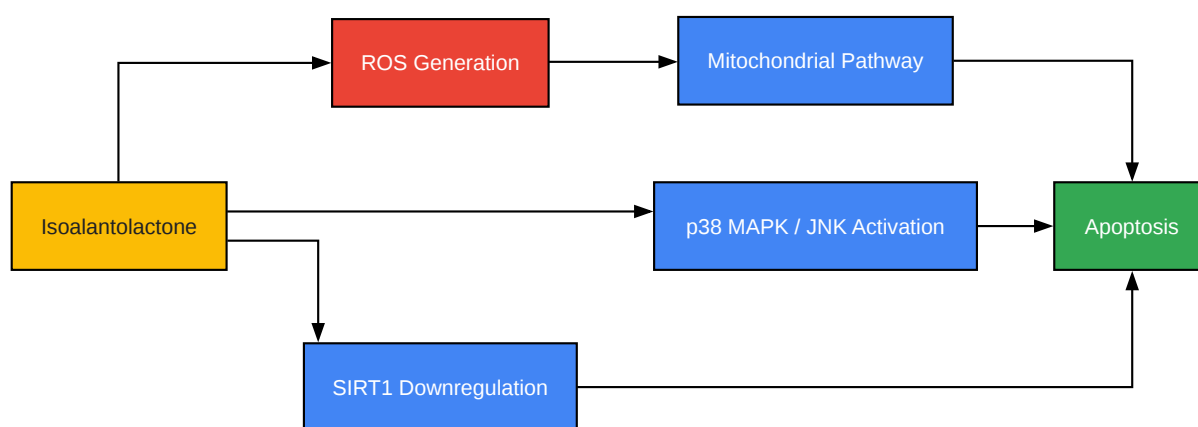 ROS Generation
Mitochondrial Pathway
Isoalantolactone
p38 MAPK / JNK Activation
Apoptosis
SIRT1 Downregulation